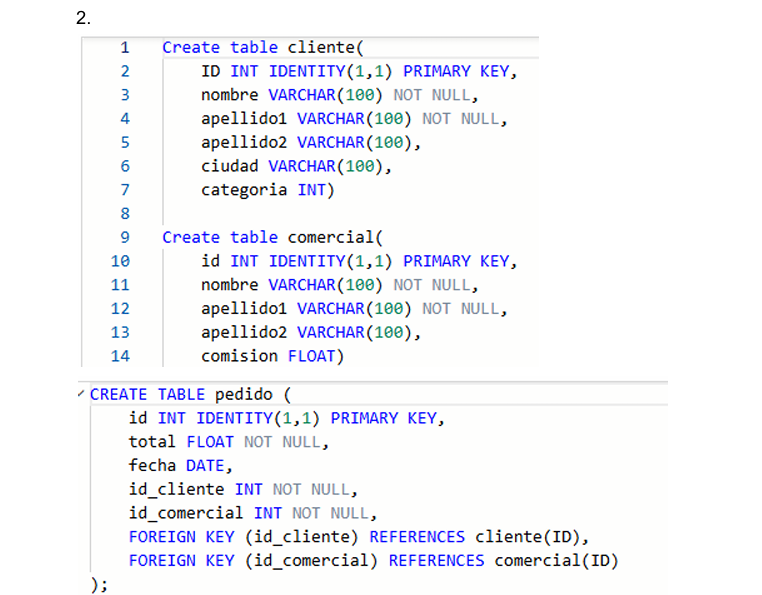 2.
1 Create table cliente(
2 ID INT IDENTITY(1,1) PRIMARY KEY,
3 nombre VARCHAR(100) NOT NULL,
4 apellido1 VARCHAR(100) NOT NULL,
5 apellido2 VARCHAR(100),
6 ciudad VARCHAR(100),
7 categoria INT)
8
9 Create table comercial(
10 id INT IDENTITY(1,1) PRIMARY KEY,
11 nombre VARCHAR(100) NOT NULL,
12 apellido1 VARCHAR(100) NOT NULL,
13 apellido2 VARCHAR(100),
14 comision FLOAT)
CREATE TABLE pedido (
id INT IDENTITY(1,1) PRIMARY KEY,
total FLOAT NOT NULL,
fecha DATE,
id_cliente INT NOT NULL,
id_comercial INT NOT NULL,
FOREIGN KEY (id_cliente) REFERENCES cliente(ID),
FOREIGN KEY (id_comercial) REFERENCES comercial(ID)
);